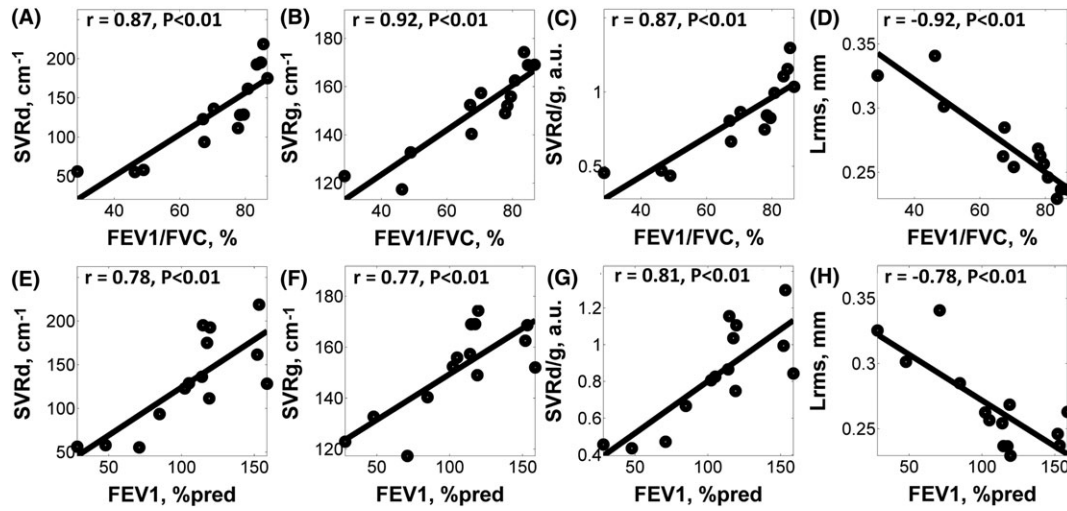 (A) r = 0.87, P<0.01
SVRd, cm⁻¹
200
150
100
50
40 60 80
FEV1/FVC, %
(B) r = 0.92, P<0.01
SVRg, cm⁻¹
180
160
140
120
40 60 80
FEV1/FVC, %
(C) r = 0.87, P<0.01
SVRd/g, a.u.
1
0.5
40 60 80
FEV1/FVC, %
(D) r = -0.92, P<0.01
Lrms, mm
0.35
0.3
0.25
40 60 80
FEV1/FVC, %
(E) r = 0.78, P<0.01
SVRd, cm⁻¹
200
150
100
50
50 100 150
FEV1, %pred
(F) r = 0.77, P<0.01
SVRg, cm⁻¹
180
160
140
120
50 100 150
FEV1, %pred
(G) r = 0.81, P<0.01
SVRd/g, a.u.
1.4
1.2
1
0.8
0.6
0.4
50 100 150
FEV1, %pred
(H) r = -0.78, P<0.01
Lrms, mm
0.35
0.3
0.25
50 100 150
FEV1, %pred